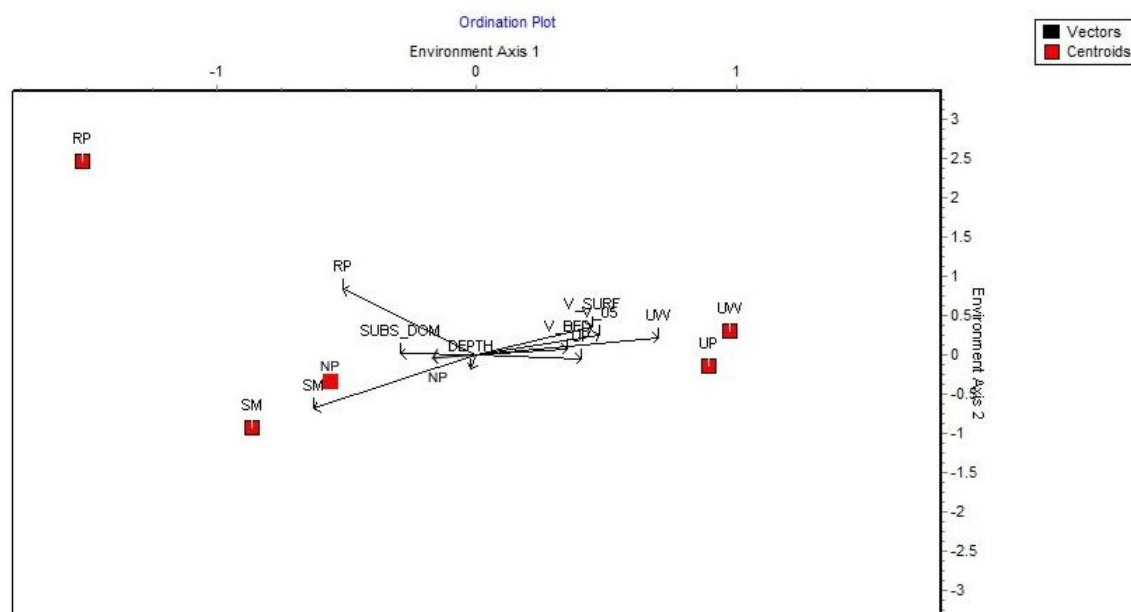 Ordination Plot
Vectors
Centroids
Environment Axis 1
-1 0 1
3
RP
2.5
2
1.5
RP
1
V_SURF
V_05
UW
UW
0.5
V_BED
SUBS_DOM
UP
UP
DEPTH
0
NP
NP
SM
-0.5
SM
-1
-1.5
-2
-2.5
-3
Environment Axis 2